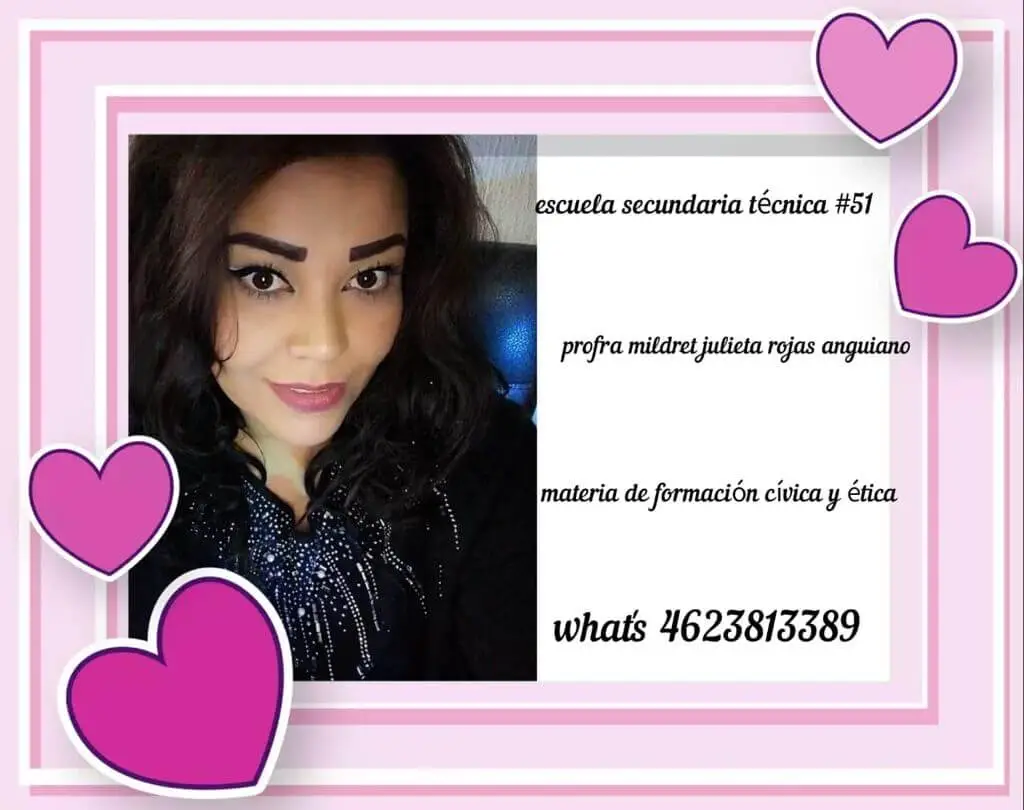 escuela secundaria técnica #51
profra mildret julieta rojas anguiano
materia de formación cívica y ética
what's 4623813389